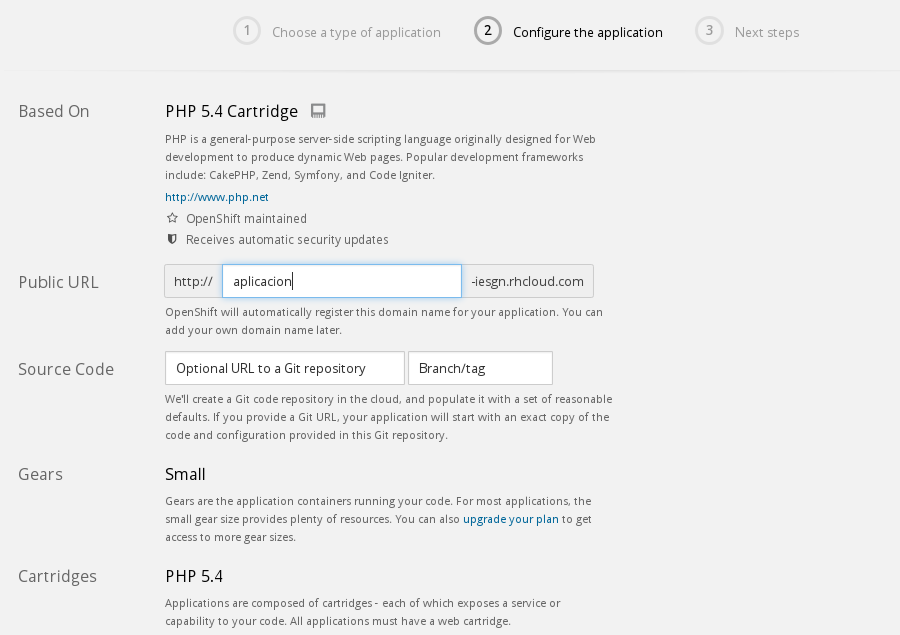 1 Choose a type of application 2 Configure the application 3 Next steps
Based On
PHP 5.4 Cartridge
PHP is a general-purpose server-side scripting language originally designed for Web
development to produce dynamic Web pages. Popular development frameworks
include: CakePHP, Zend, Symfony, and Code Igniter.
http://www.php.net
OpenShift maintained
Receives automatic security updates
Public URL
http:// aplicacion -iesgn.rhcloud.com
OpenShift will automatically register this domain name for your application. You can
add your own domain name later.
Source Code
Optional URL to a Git repository Branch/tag
We'll create a Git code repository in the cloud, and populate it with a set of reasonable
defaults. If you provide a Git URL, your application will start with an exact copy of the
code and configuration provided in this Git repository.
Gears
Small
Gears are the application containers running your code. For most applications, the
small gear size provides plenty of resources. You can also upgrade your plan to get
access to more gear sizes.
Cartridges
PHP 5.4
Applications are composed of cartridges - each of which exposes a service or
capability to your code. All applications must have a web cartridge.